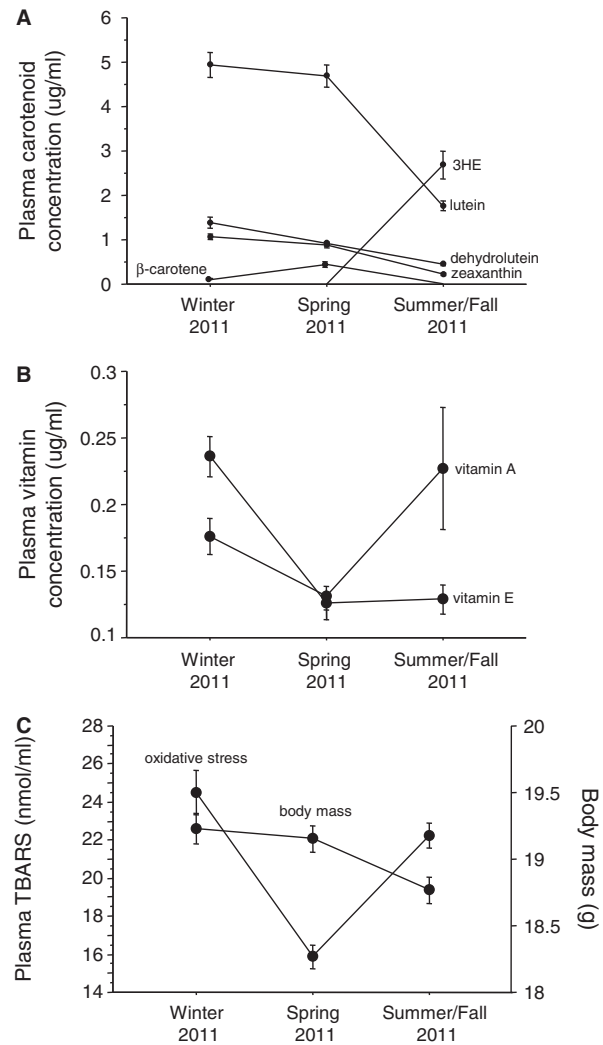 A
Plasma carotenoid
concentration (ug/ml)
6
5
4
3
2
1
0
3HE
lutein
dehydrolutein
zeaxanthin
β-carotene
Winter
2011
Spring
2011
Summer/Fall
2011
B
Plasma vitamin
concentration (ug/ml)
0.3
0.25
0.2
0.15
0.1
vitamin A
vitamin E
Winter
2011
Spring
2011
Summer/Fall
2011
C
Plasma TBARS (nmol/ml)
28
26
24
22
20
18
16
14
oxidative stress
body mass
20
19.5
19
18.5
18
Body mass (g)
Winter
2011
Spring
2011
Summer/Fall
2011